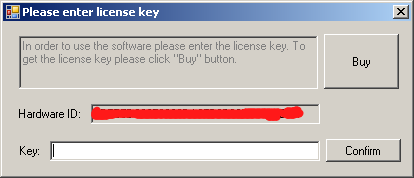 Please enter license key
In order to use the software please enter the license key. To
get the license key please click "Buy" button.
Buy
Hardware ID:
Key:
Confirm